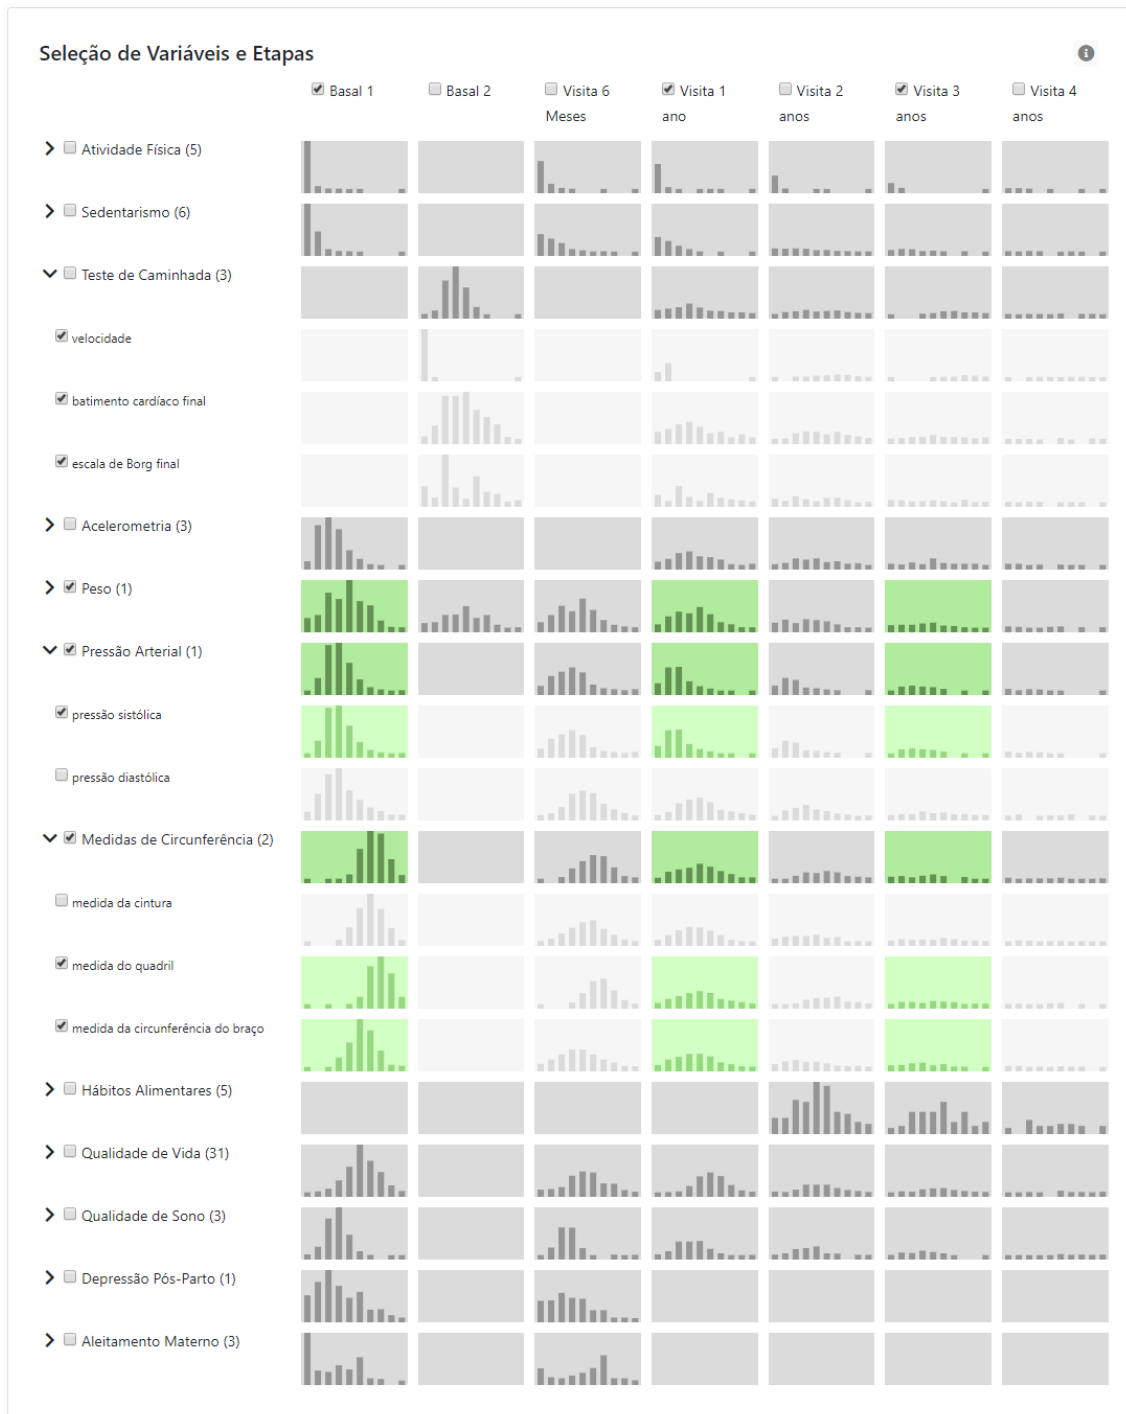 Seleção de Variáveis e Etapas
Basal 1 Basal 2 Visita 6 Visita 1 Visita 2 Visita 3 Visita 4
Meses ano anos anos anos
Atividade Física (5)
Sedentarismo (6)
Teste de Caminhada (3)
velocidade
batimento cardíaco final
escala de Borg final
Acelerometria (3)
Peso (1)
Pressão Arterial (1)
pressão sistólica
pressão diastólica
Medidas de Circunferência (2)
medida da cintura
medida do quadril
medida da circunferência do braço
Hábitos Alimentares (5)
Qualidade de Vida (31)
Qualidade de Sono (3)
Depressão Pós-Parto (1)
Aleitamento Materno (3)